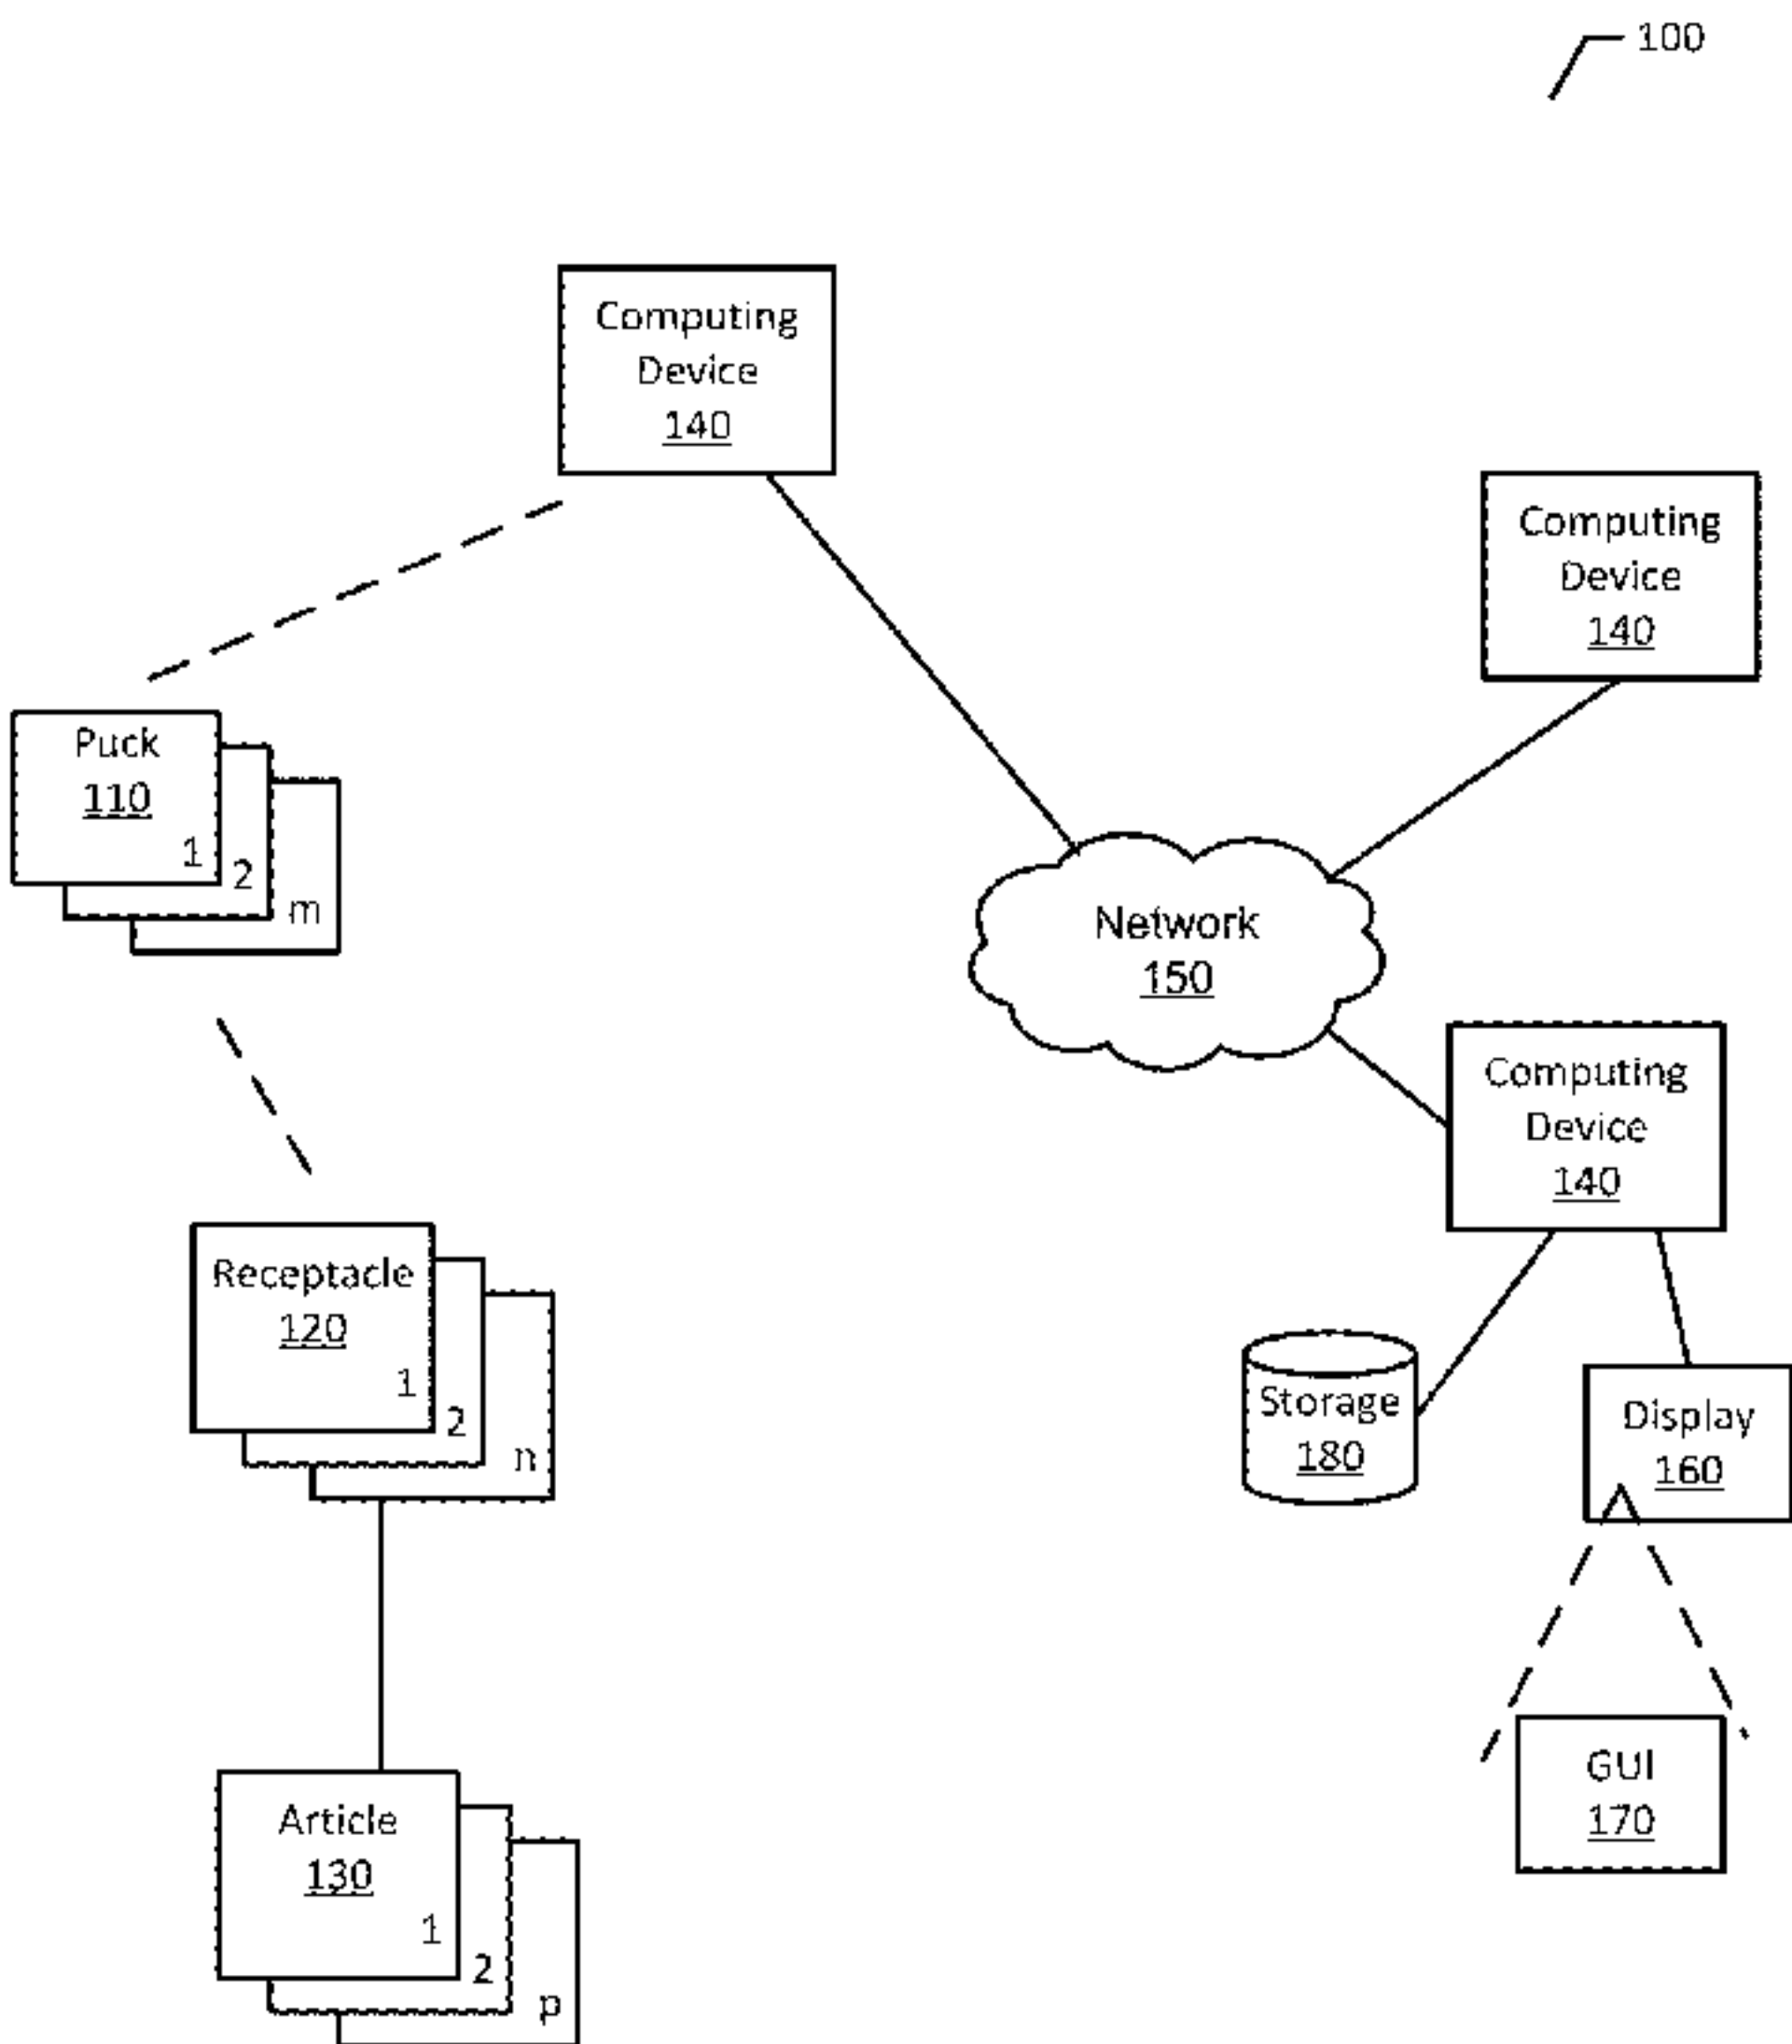 100
Computing
Device
140
Computing
Device
140
Puck
110
1
2
m
Network
150
Computing
Device
140
Receptacle
120
1
2
n
Storage
180
Display
160
GUI
170
Article
130
1
2
p